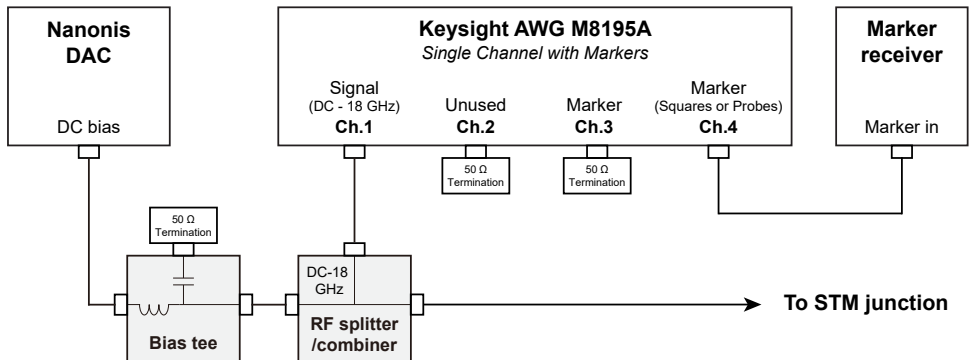 Nanonis
DAC
DC bias
Keysight AWG M8195A
Single Channel with Markers
Signal
(DC - 18 GHz)
Ch.1
Unused
Ch.2
Marker
Ch.3
Marker
(Squares or Probes)
Ch.4
Marker
receiver
Marker in
50 Ω
Termination
50 Ω
Termination
50 Ω
Termination
Bias tee
DC-18
GHz
RF splitter
/combiner
To STM junction